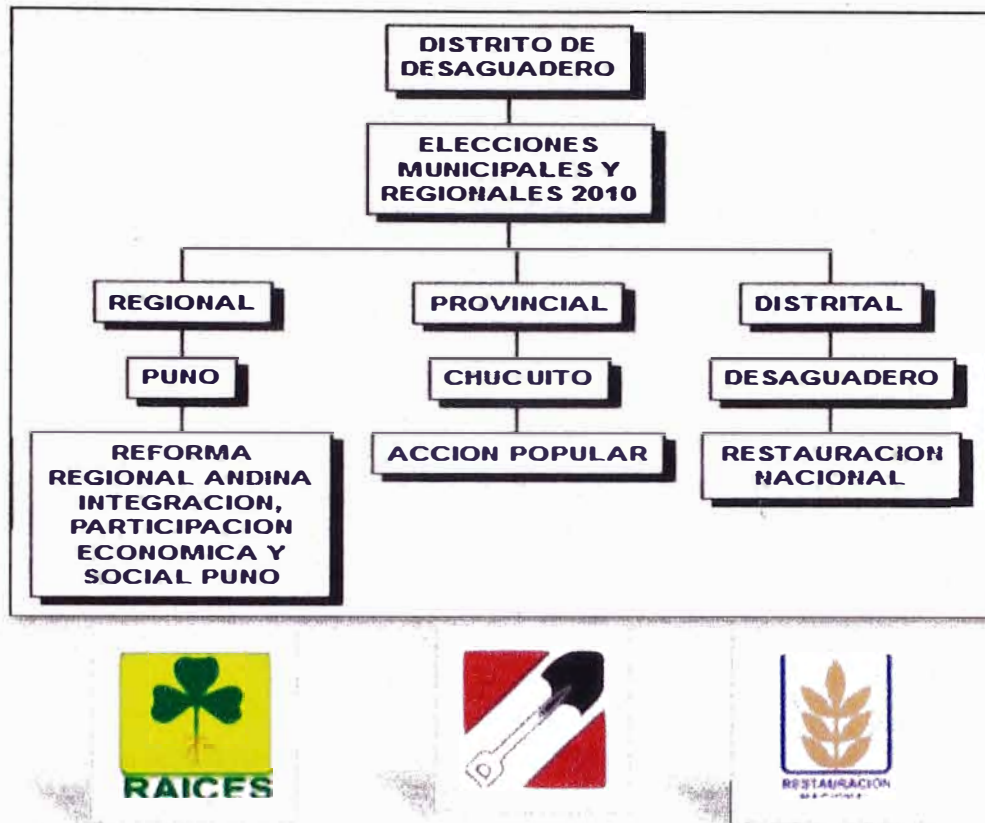 DISTRITO DE
DESAGUADERO
ELECCIONES
MUNICIPALES Y
REGIONALES 2010
REGIONAL
PROVINCIAL
DISTRITAL
PUNO
CHUCUITO
DESAGUADERO
REFORMA
REGIONAL ANDINA
INTEGRACION,
PARTICIPACION
ECONOMICA Y
SOCIAL PUNO
ACCION POPULAR
RESTAURACION
NACIONAL
RAICES
RESTAURACION